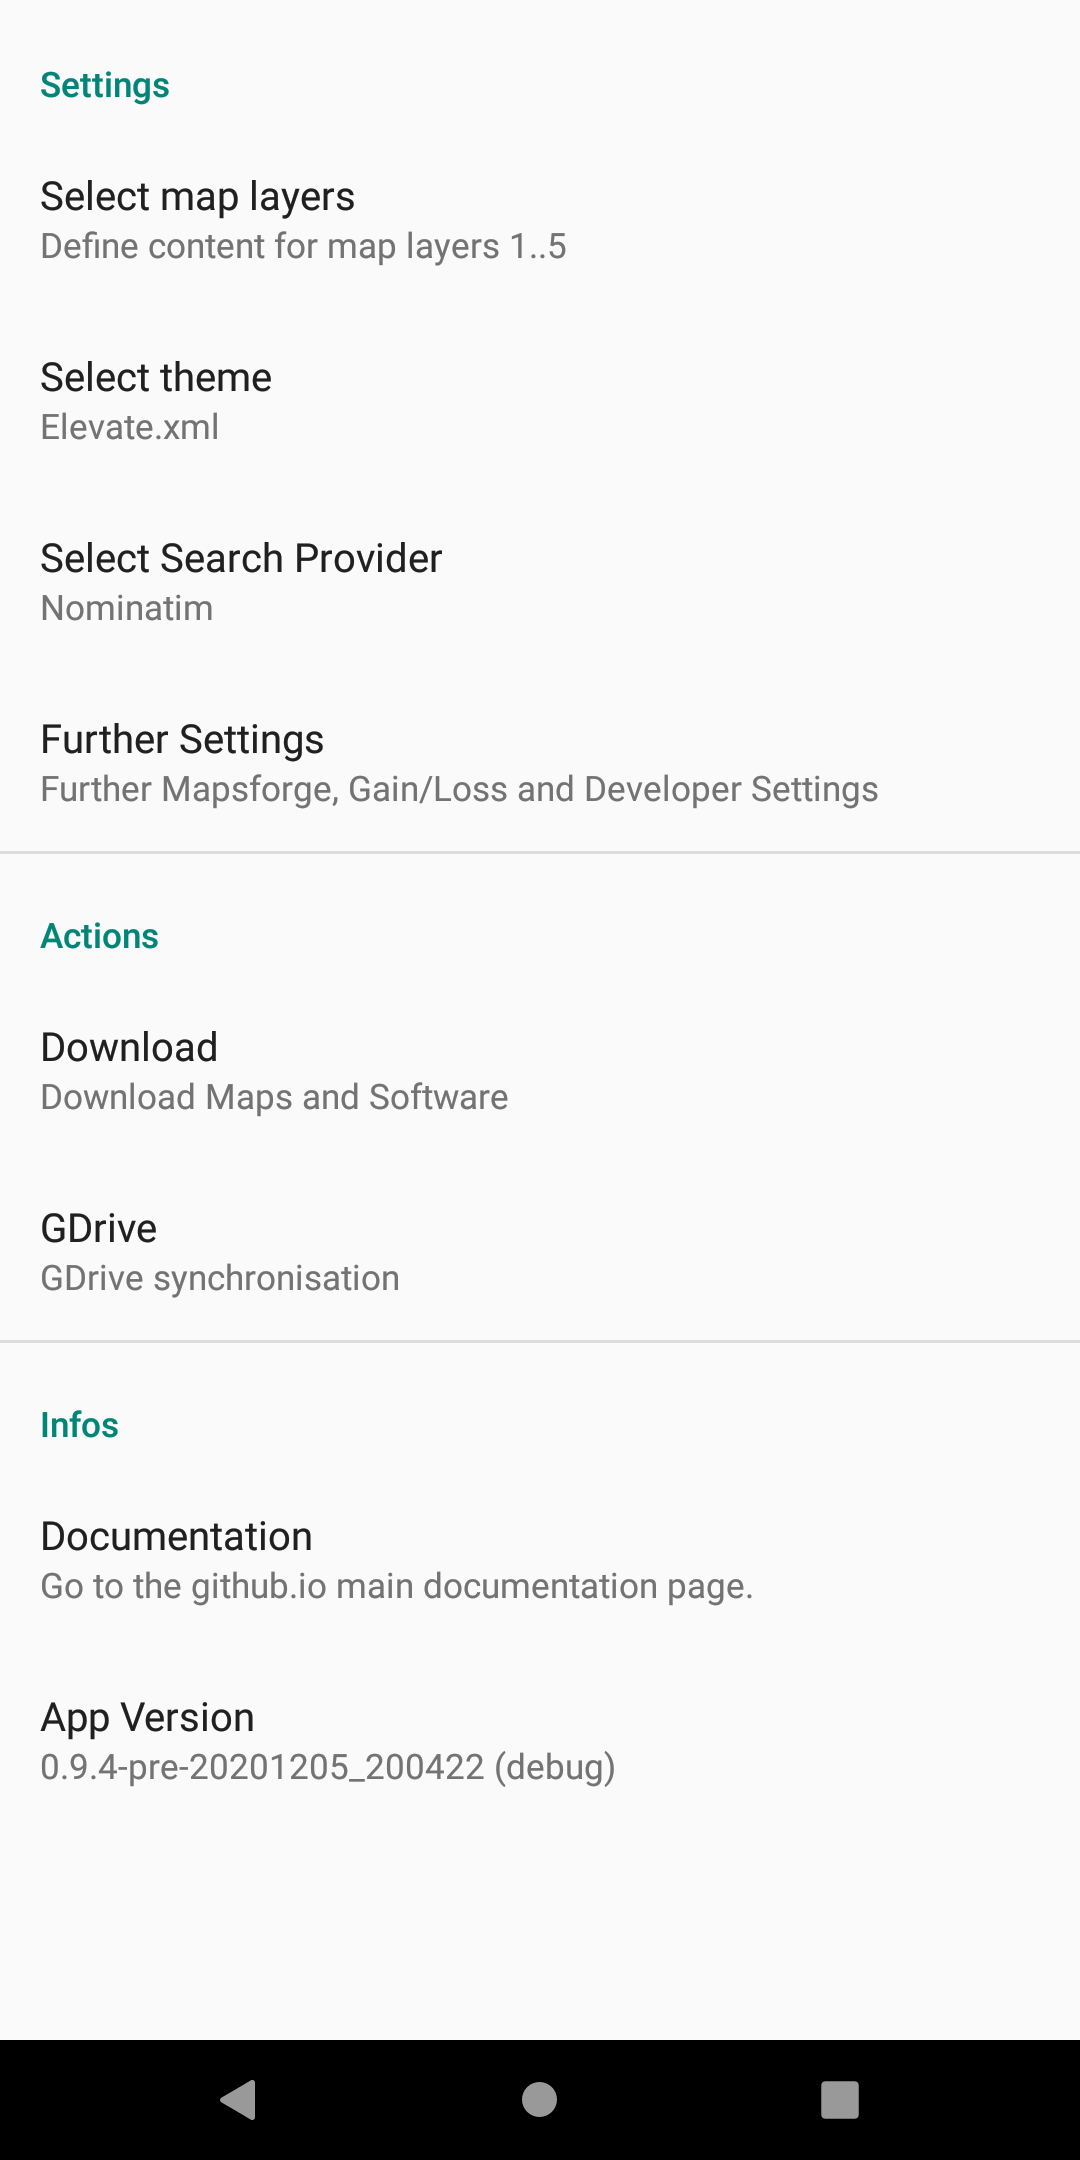 Settings
Select map layers
Define content for map layers 1..5
Select theme
Elevate.xml
Select Search Provider
Nominatim
Further Settings
Further Mapsforge, Gain/Loss and Developer Settings
Actions
Download
Download Maps and Software
GDrive
GDrive synchronisation
Infos
Documentation
Go to the github.io main documentation page.
App Version
0.9.4-pre-20201205_200422 (debug)